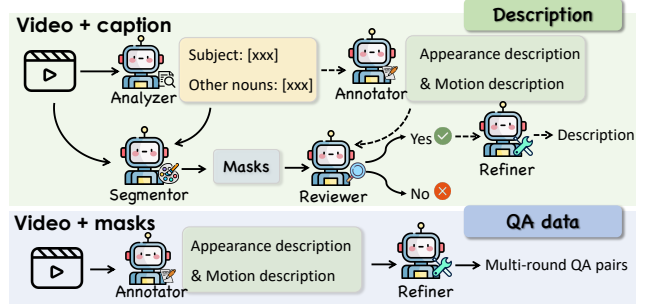 Video + caption
Description
Subject: [xxx]
Other nouns: [xxx]
Appearance description
& Motion description
Analyzer
Annotator
Yes
Description
Masks
Refiner
Segmentor
Reviewer
No
Video + masks
QA data
Appearance description
& Motion description
Multi-round QA pairs
Annotator
Refiner